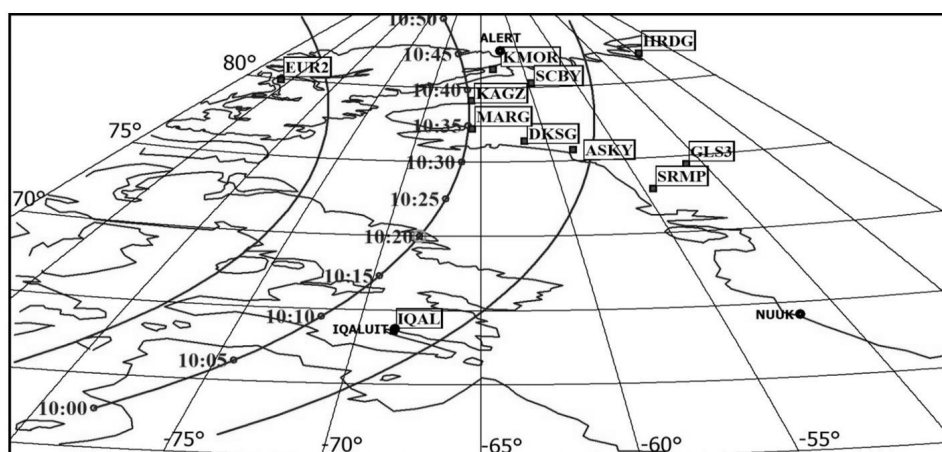 10:50
ALERT
HRDG
10:45
KMOR
80°
EUR2
SCBY
10:40
KAGZ
10:35
MARG
75°
DKSG
ASKY
GLS3
10:30
SRMP
70°
10:25
10:20
10:15
10:10
IQALUIT
IQAL
NUUK
10:05
10:00
-75°
-70°
-65°
-60°
-55°